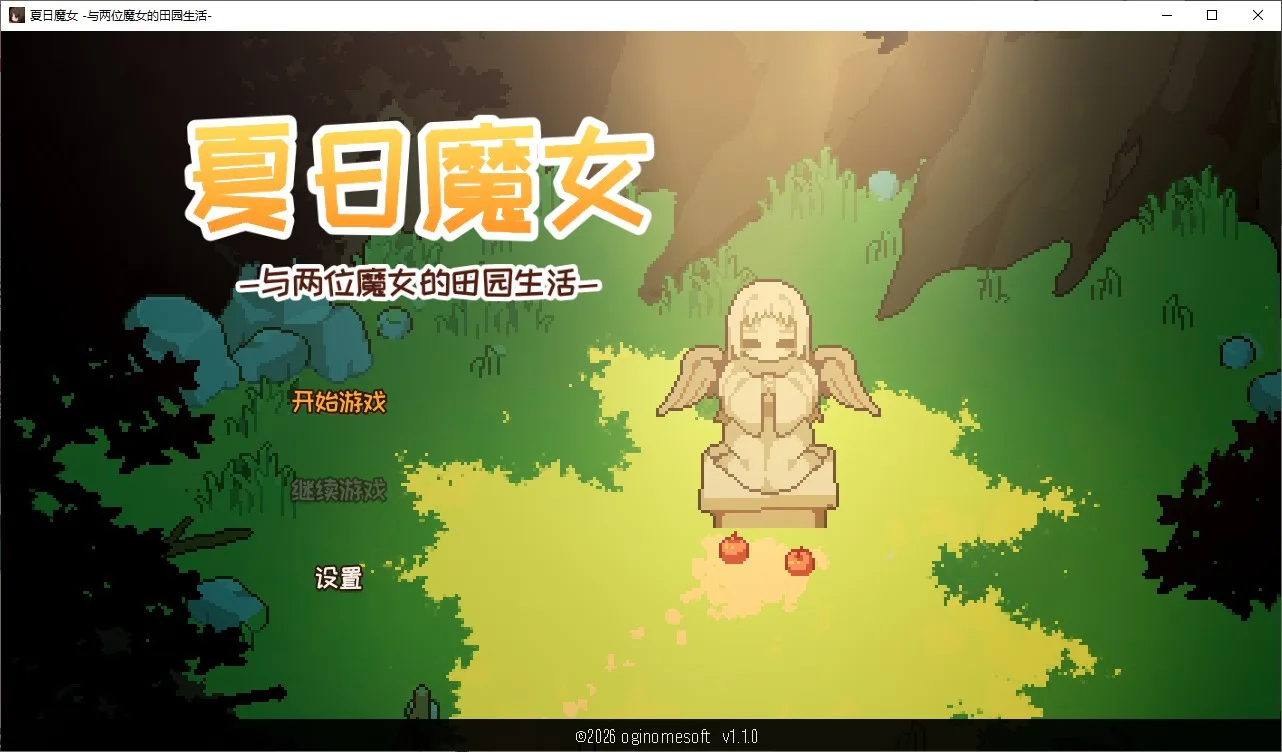 夏日魔女 -与两位魔女的田园生活-
夏日魔女
–与两位魔女的田园生活–
开始游戏
继续游戏
设置
©2026 oginomesoft v1.1.0